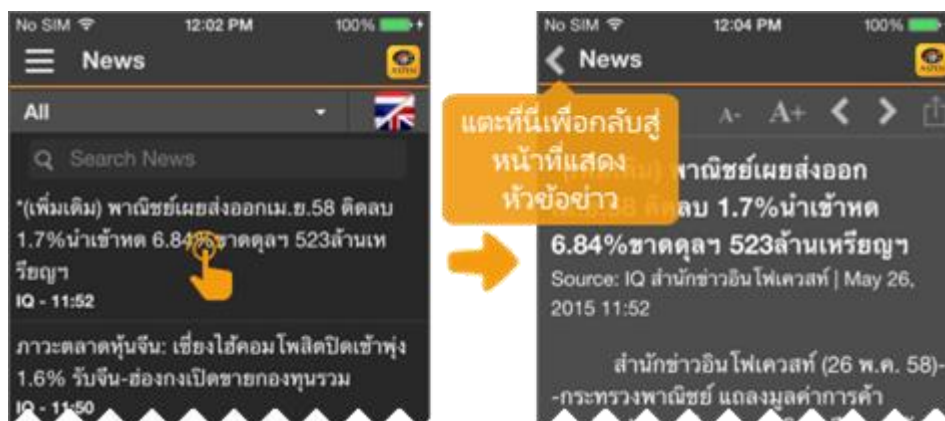 No SIM 12:02 PM 100%
News
All
Search News
*(เพิ่มเติม) พาณิชย์เผยส่งออกเม.ย.58 ติดลบ
1.7%นำเข้าหด 6.84%ขาดดุลฯ 523ล้านเห
รียญฯ
IQ - 11:52
ภาวะตลาดหุ้นจีน: เซี่ยงไฮ้คอมโพสิตปิดเช้าพุ่ง
1.6% รับจีน-ฮ่องกงเปิดขายกองทุนรวม
IQ - 11:50
No SIM 12:04 PM 100%
News
A- A+
แตะที่นี่เพื่อกลับสู่
หน้าที่แสดง
หัวข้อข่าว
พาณิชย์เผยส่งออก
ติดลบ 1.7%นำเข้าหด
6.84%ขาดดุลฯ 523ล้านเหรียญฯ
Source: IQ สำนักข่าวอินโฟเควสท์ | May 26,
2015 11:52
สำนักข่าวอินโฟเควสท์ (26 พ.ค. 58)-
-กระทรวงพาณิชย์ แถลงมูลค่าการค้า